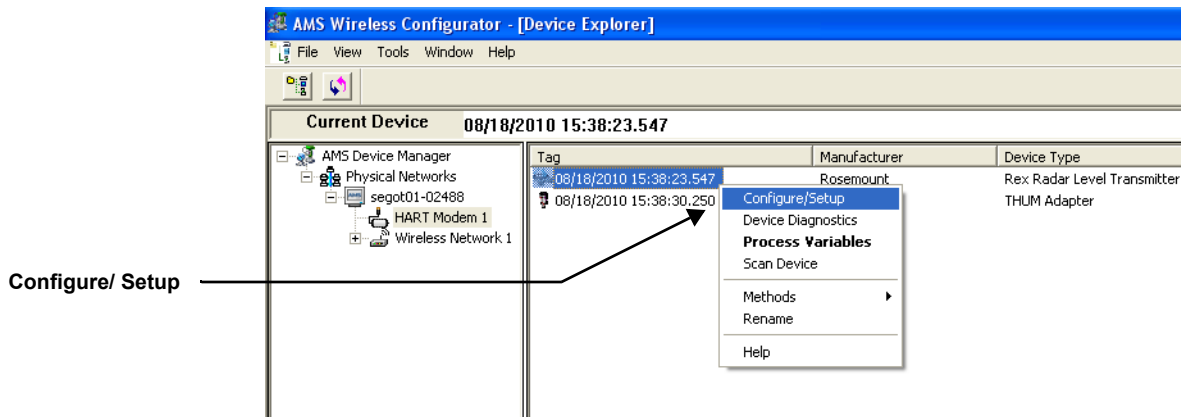 AMS Wireless Configurator - [Device Explorer]
File View Tools Window Help
Current Device 08/18/2010 15:38:23.547
AMS Device Manager
Physical Networks
segot01-02488
HART Modem 1
Wireless Network 1
Tag Manufacturer Device Type
08/18/2010 15:38:23.547 Rosemount Rex Radar Level Transmitter
08/18/2010 15:38:30.250 THUM Adapter
Configure/Setup
Device Diagnostics
Process Variables
Scan Device
Methods
Rename
Help
Configure/ Setup